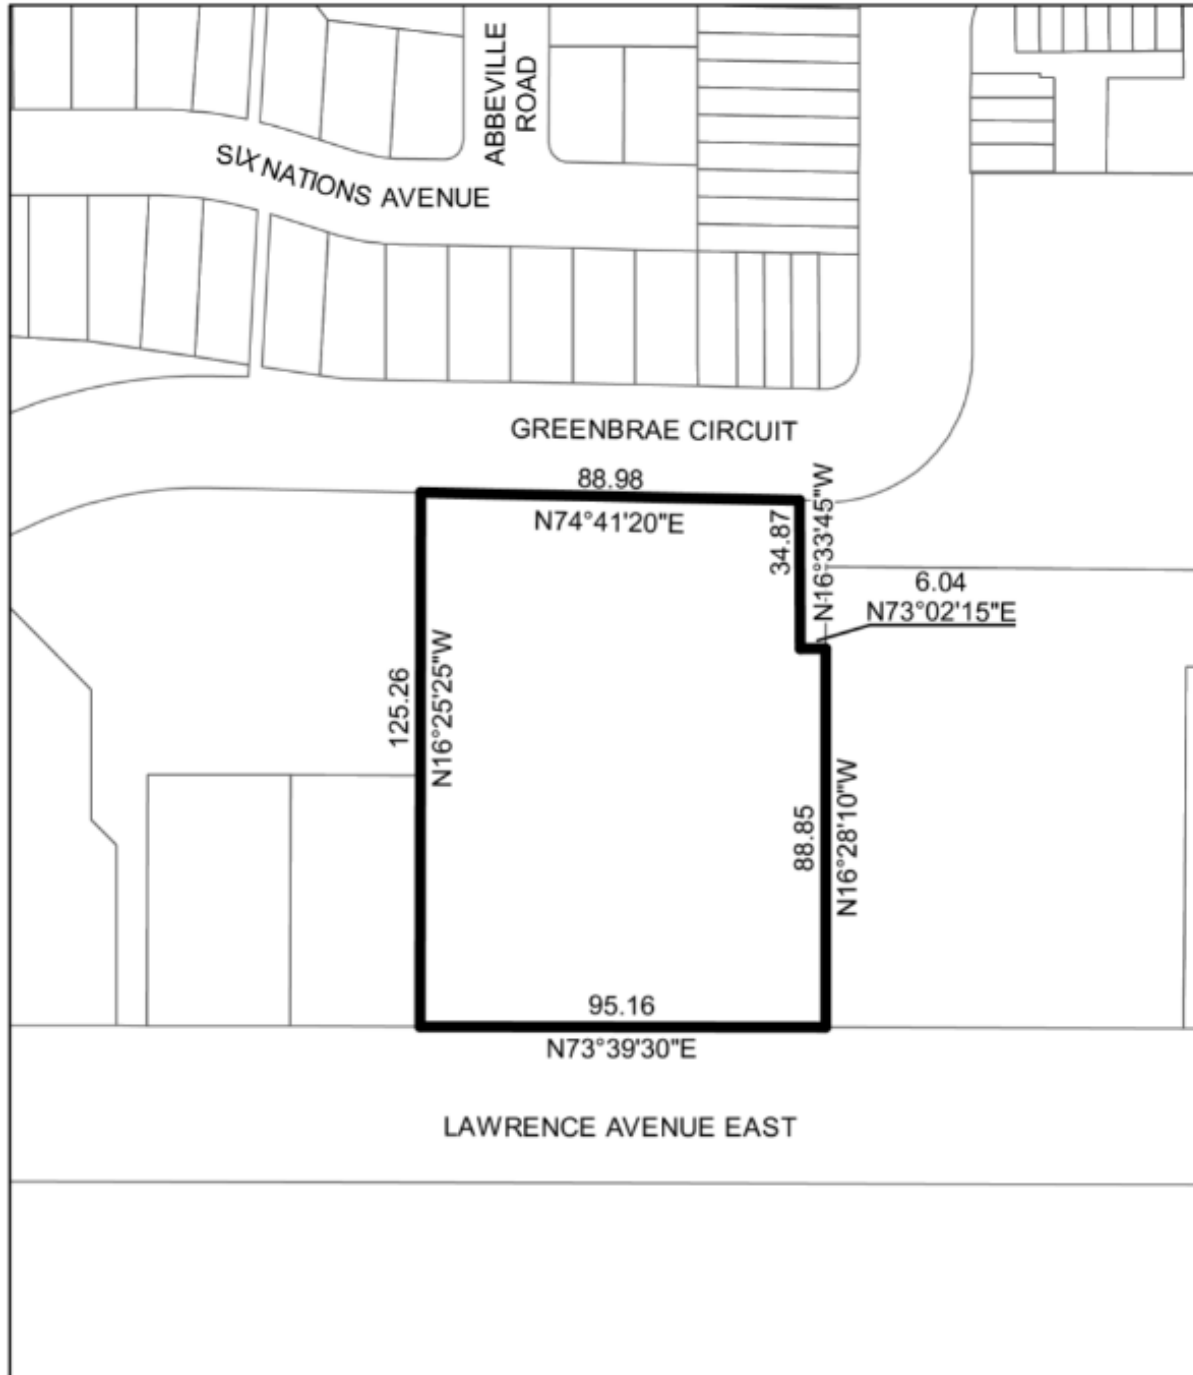 ABBEVILLE
ROAD
SIX NATIONS AVENUE
GREENBRAE CIRCUIT
88.98
N74°41'20"E
34.87
N16°33'45"W
6.04
N73°02'15"E
125.26
N16°25'25"W
88.85
N16°28'10"W
95.16
N73°39'30"E
LAWRENCE AVENUE EAST